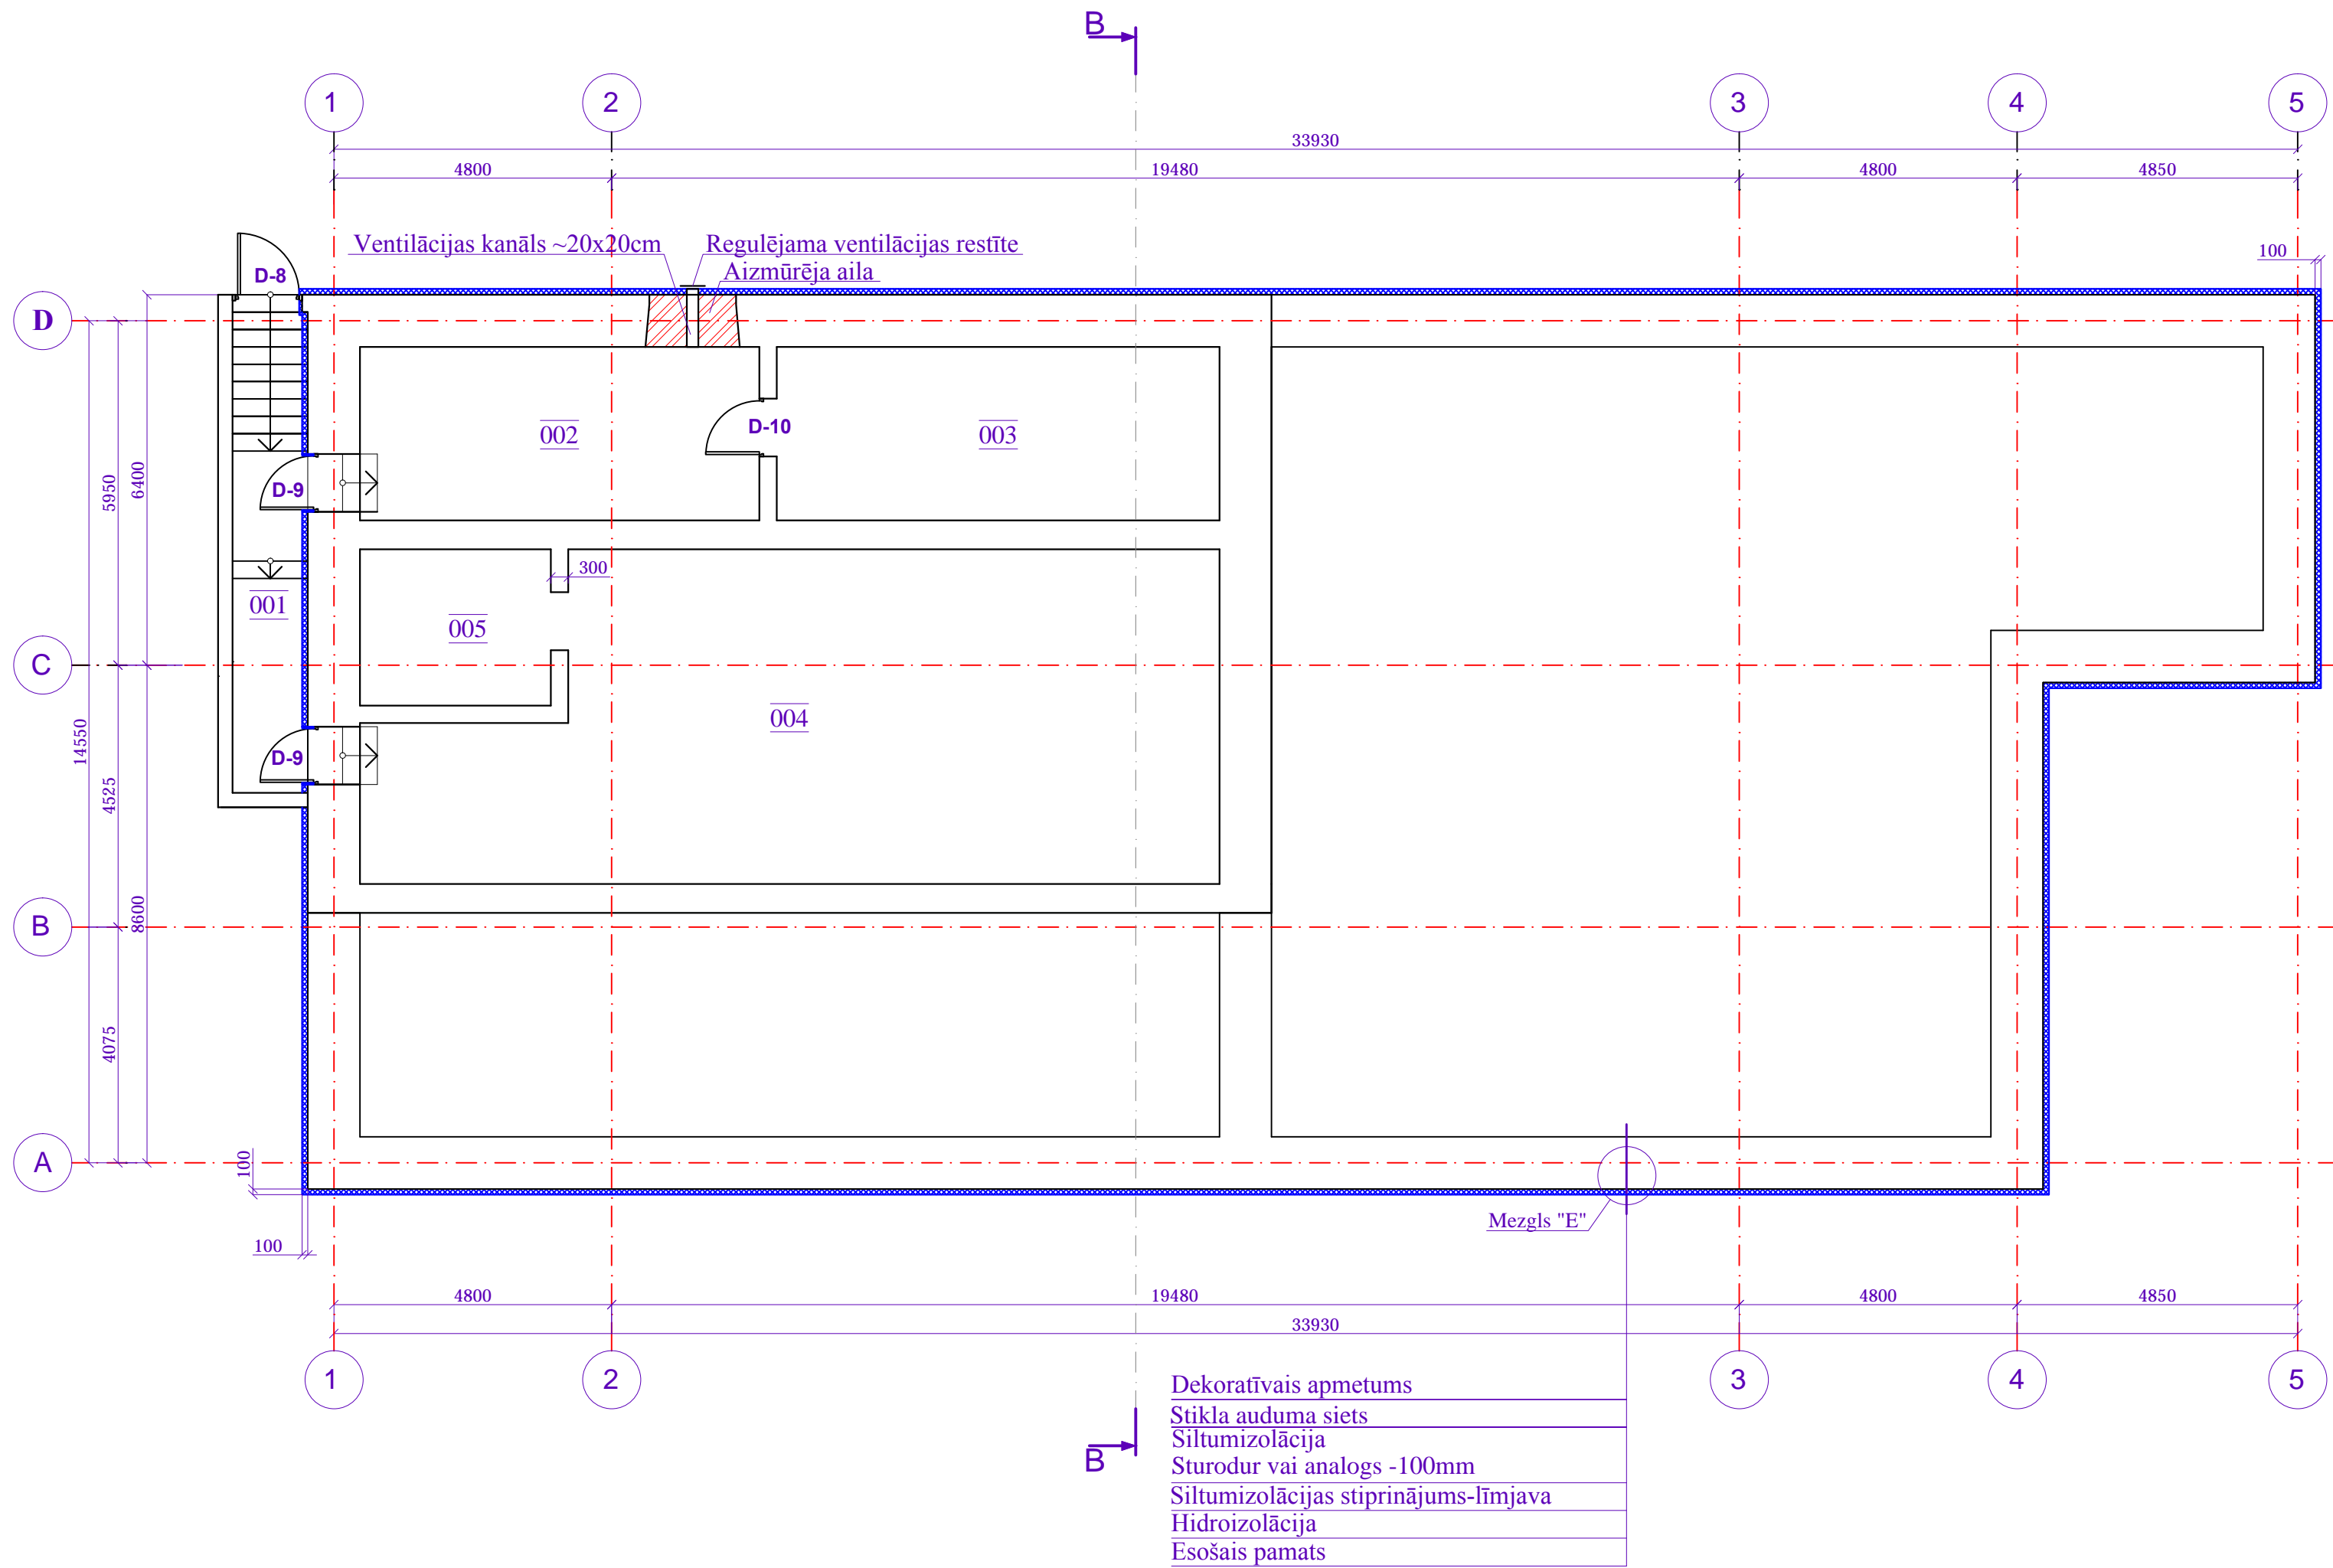 B
1
2
3
4
5
33930
4800
19480
4800
4850
Ventilācijas kanāls ~20x20cm
Regulējama ventilācijas restīte
Aizmūrēja aila
100
D-8
D
002
D-10
003
D-9
5950
6400
300
001
005
C
004
14550
D-9
4525
8600
B
4075
A
100
Mezgls "E"
100
4800
19480
4800
4850
33930
1
2
3
4
5
B
Dekoratīvais apmetums
Stikla auduma siets
Siltumizolācija
Sturodur vai analogs -100mm
Siltumizolācijas stiprinājums-līmjava
Hidroizolācija
Esošais pamats